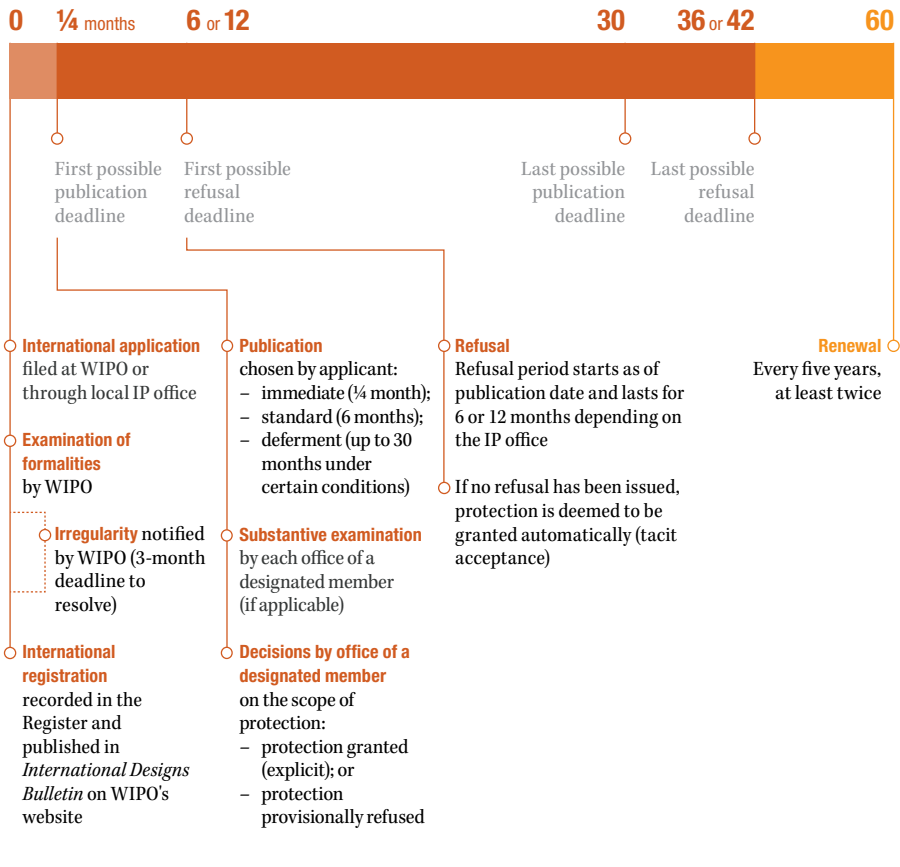 0
¼ months
6 or 12
30
36 or 42
60
First possible
publication
deadline
First possible
refusal
deadline
Last possible
publication
deadline
Last possible
refusal
deadline
International application
filed at WIPO or
through local IP office
Examination of
formalities
by WIPO
Irregularity notified
by WIPO (3-month
deadline to
resolve)
International
registration
recorded in the
Register and
published in
International Designs
Bulletin on WIPO's
website
Publication
chosen by applicant:
– immediate (¼ month);
– standard (6 months);
– deferment (up to 30
months under
certain conditions)
Substantive examination
by each office of a
designated member
(if applicable)
Decisions by office of a
designated member
on the scope of
protection:
– protection granted
(explicit); or
– protection
provisionally refused
Refusal
Refusal period starts as of
publication date and lasts for
6 or 12 months depending on
the IP office
If no refusal has been issued,
protection is deemed to be
granted automatically (tacit
acceptance)
Renewal
Every five years,
at least twice